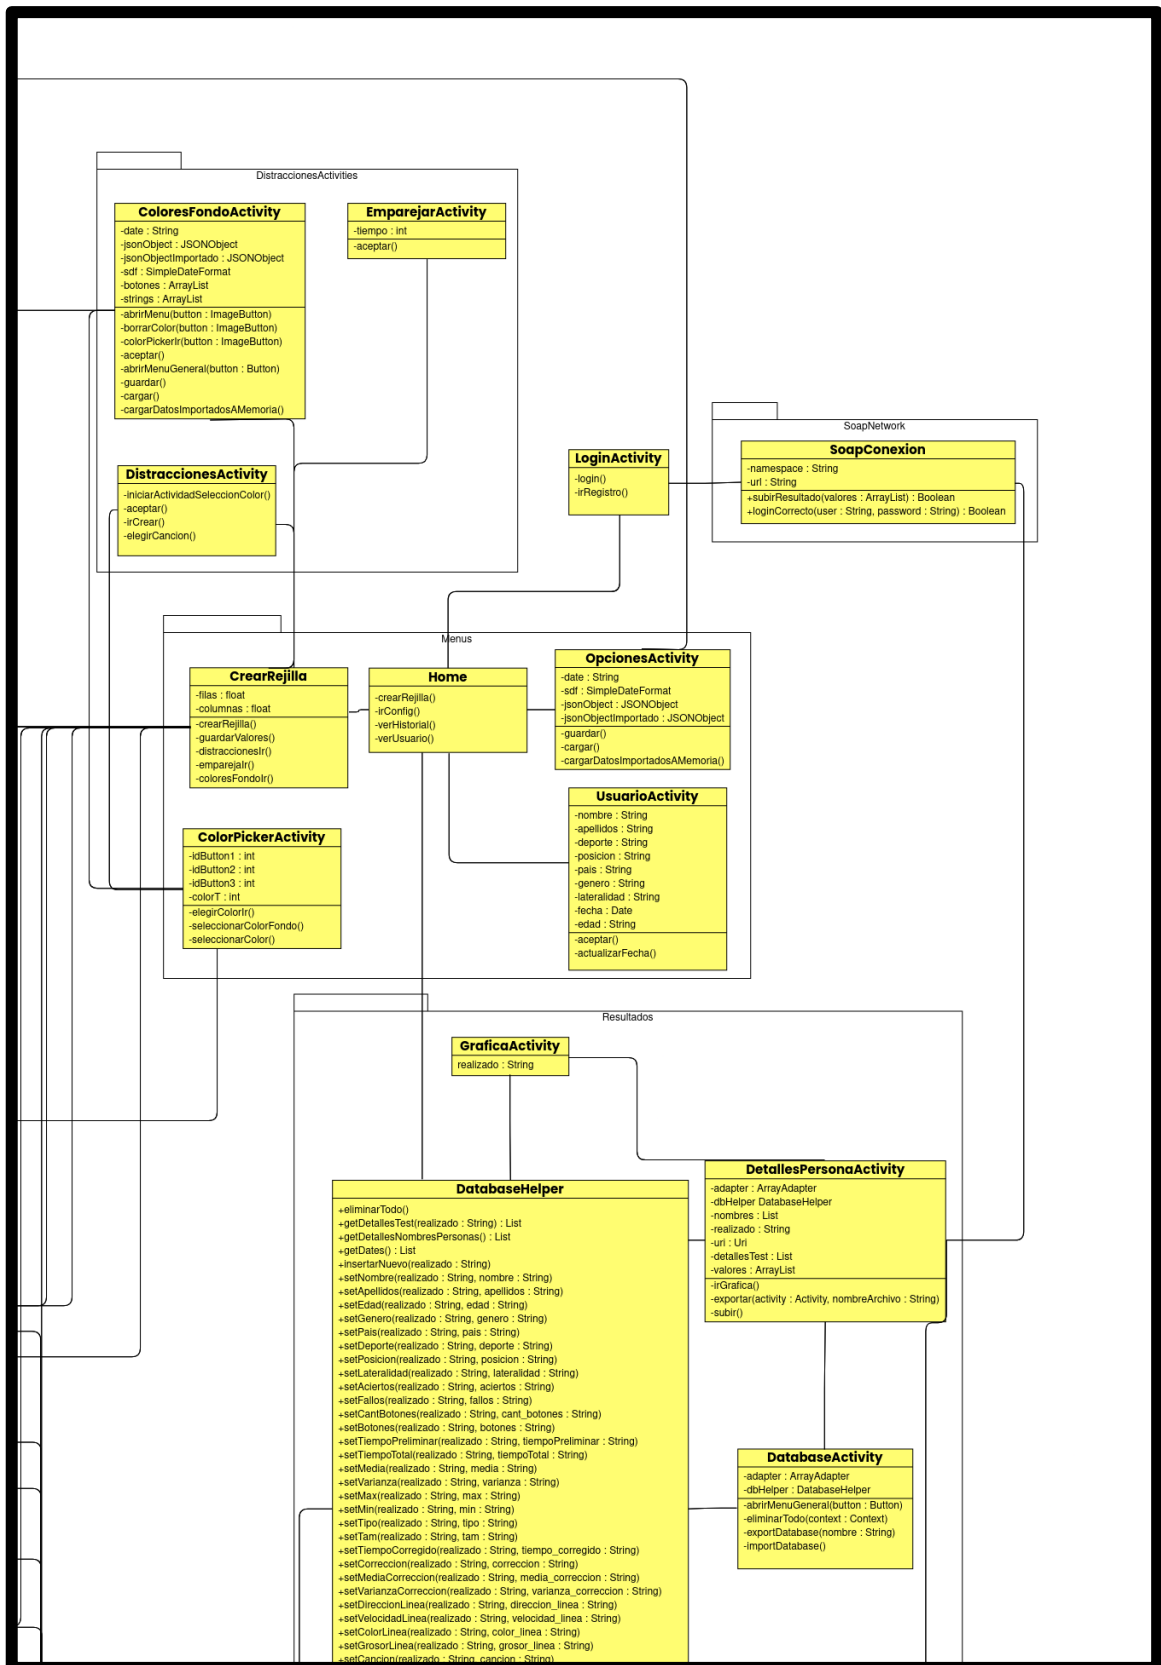 DistraccionesActivities
ColoresFondoActivity
-date : String
-jsonObject : JSONObject
-jsonObjectImportado : JSONObject
-sdf : SimpleDateFormat
-botones : ArrayList
-strings : ArrayList
-abrirMenu(button : ImageButton)
-borrarColor(button : ImageButton)
-colorPickerIr(button : ImageButton)
-aceptar()
-abrirMenuGeneral(button : Button)
-guardar()
-cargar()
-cargarDatosImportadosAMemoria()
EmparejarActivity
-tiempo : int
-aceptar()
DistraccionesActivity
-iniciarActividadSeleccionColor()
-aceptar()
-irCrear()
-elegirCancion()
LoginActivity
-login()
-irRegistro()
SoapNetwork
SoapConexion
-namespace : String
-url : String
+subirResultado(valores : ArrayList) : Boolean
+loginCorrecto(user : String, password : String) : Boolean
Menus
CrearRejilla
-filas : float
-columnas : float
-crearRejilla()
-guardarValores()
-distraccionesIr()
-emparejaIr()
-coloresFondoIr()
Home
-crearRejilla()
-irConfig()
-verHistorial()
-verUsuario()
OpcionesActivity
-date : String
-sdf : SimpleDateFormat
-jsonObject : JSONObject
-jsonObjectImportado : JSONObject
-guardar()
-cargar()
-cargarDatosImportadosAMemoria()
UsuarioActivity
-nombre : String
-apellidos : String
-deporte : String
-posicion : String
-pais : String
-genero : String
-lateralidad : String
-fecha : Date
-edad : String
-aceptar()
-actualizarFecha()
ColorPickerActivity
-idButton1 : int
-idButton2 : int
-idButton3 : int
-colorT : int
-elegirColorIr()
-seleccionarColorFondo()
-seleccionarColor()
Resultados
GraficaActivity
realizado : String
DetallesPersonaActivity
-adapter : ArrayAdapter
-dbHelper DatabaseHelper
-nombres : List
-realizado : String
-uri : Uri
-detallesTest : List
-valores : ArrayList
-irGrafica()
-exportar(activity : Activity, nombreArchivo : String)
-subir()
DatabaseHelper
+eliminarTodo()
+getDetallesTest(realizado : String) : List
+getDetallesNombresPersonas() : List
+getDates() : List
+insertarNuevo(realizado : String)
+setNombre(realizado : String, nombre : String)
+setApellidos(realizado : String, apellidos : String)
+setEdad(realizado : String, edad : String)
+setGenero(realizado : String, genero : String)
+setPais(realizado : String, pais : String)
+setDeporte(realizado : String, deporte : String)
+setPosicion(realizado : String, posicion : String)
+setLateralidad(realizado : String, lateralidad : String)
+setAciertos(realizado : String, aciertos : String)
+setFallos(realizado : String, fallos : String)
+setCantBotones(realizado : String, cant_botones : String)
+setBotones(realizado : String, botones : String)
+setTiempoPreliminar(realizado : String, tiempoPreliminar : String)
+setTiempoTotal(realizado : String, tiempoTotal : String)
+setMedia(realizado : String, media : String)
+setVarianza(realizado : String, varianza : String)
+setMax(realizado : String, max : String)
+setMin(realizado : String, min : String)
+setTipo(realizado : String, tipo : String)
+setTam(realizado : String, tam : String)
+setTiempoCorregido(realizado : String, tiempo_corregido : String)
+setCorreccion(realizado : String, correccion : String)
+setMediaCorreccion(realizado : String, media_correccion : String)
+setVarianzaCorreccion(realizado : String, varianza_correccion : String)
+setDireccionLinea(realizado : String, direccion_linea : String)
+setVelocidadLinea(realizado : String, velocidad_linea : String)
+setColorLinea(realizado : String, color_linea : String)
+setGrosorLinea(realizado : String, grosor_linea : String)
+setCancion(realizado : String, cancion : String)
DatabaseActivity
-adapter : ArrayAdapter
-dbHelper : DatabaseHelper
-abrirMenuGeneral(button : Button)
-eliminarTodo(context : Context)
-exportDatabase(nombre : String)
-importDatabase()